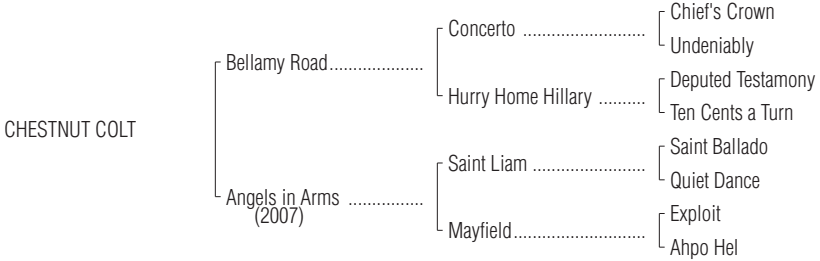 Chief's Crown
Concerto ..........................
Undeniably
Bellamy Road....................
Deputed Testamony
Hurry Home Hillary ..........
Ten Cents a Turn
CHESTNUT COLT
Saint Ballado
Saint Liam ........................
Quiet Dance
Angels in Arms ................
(2007)
Exploit
Mayfield............................
Ahpo Hel